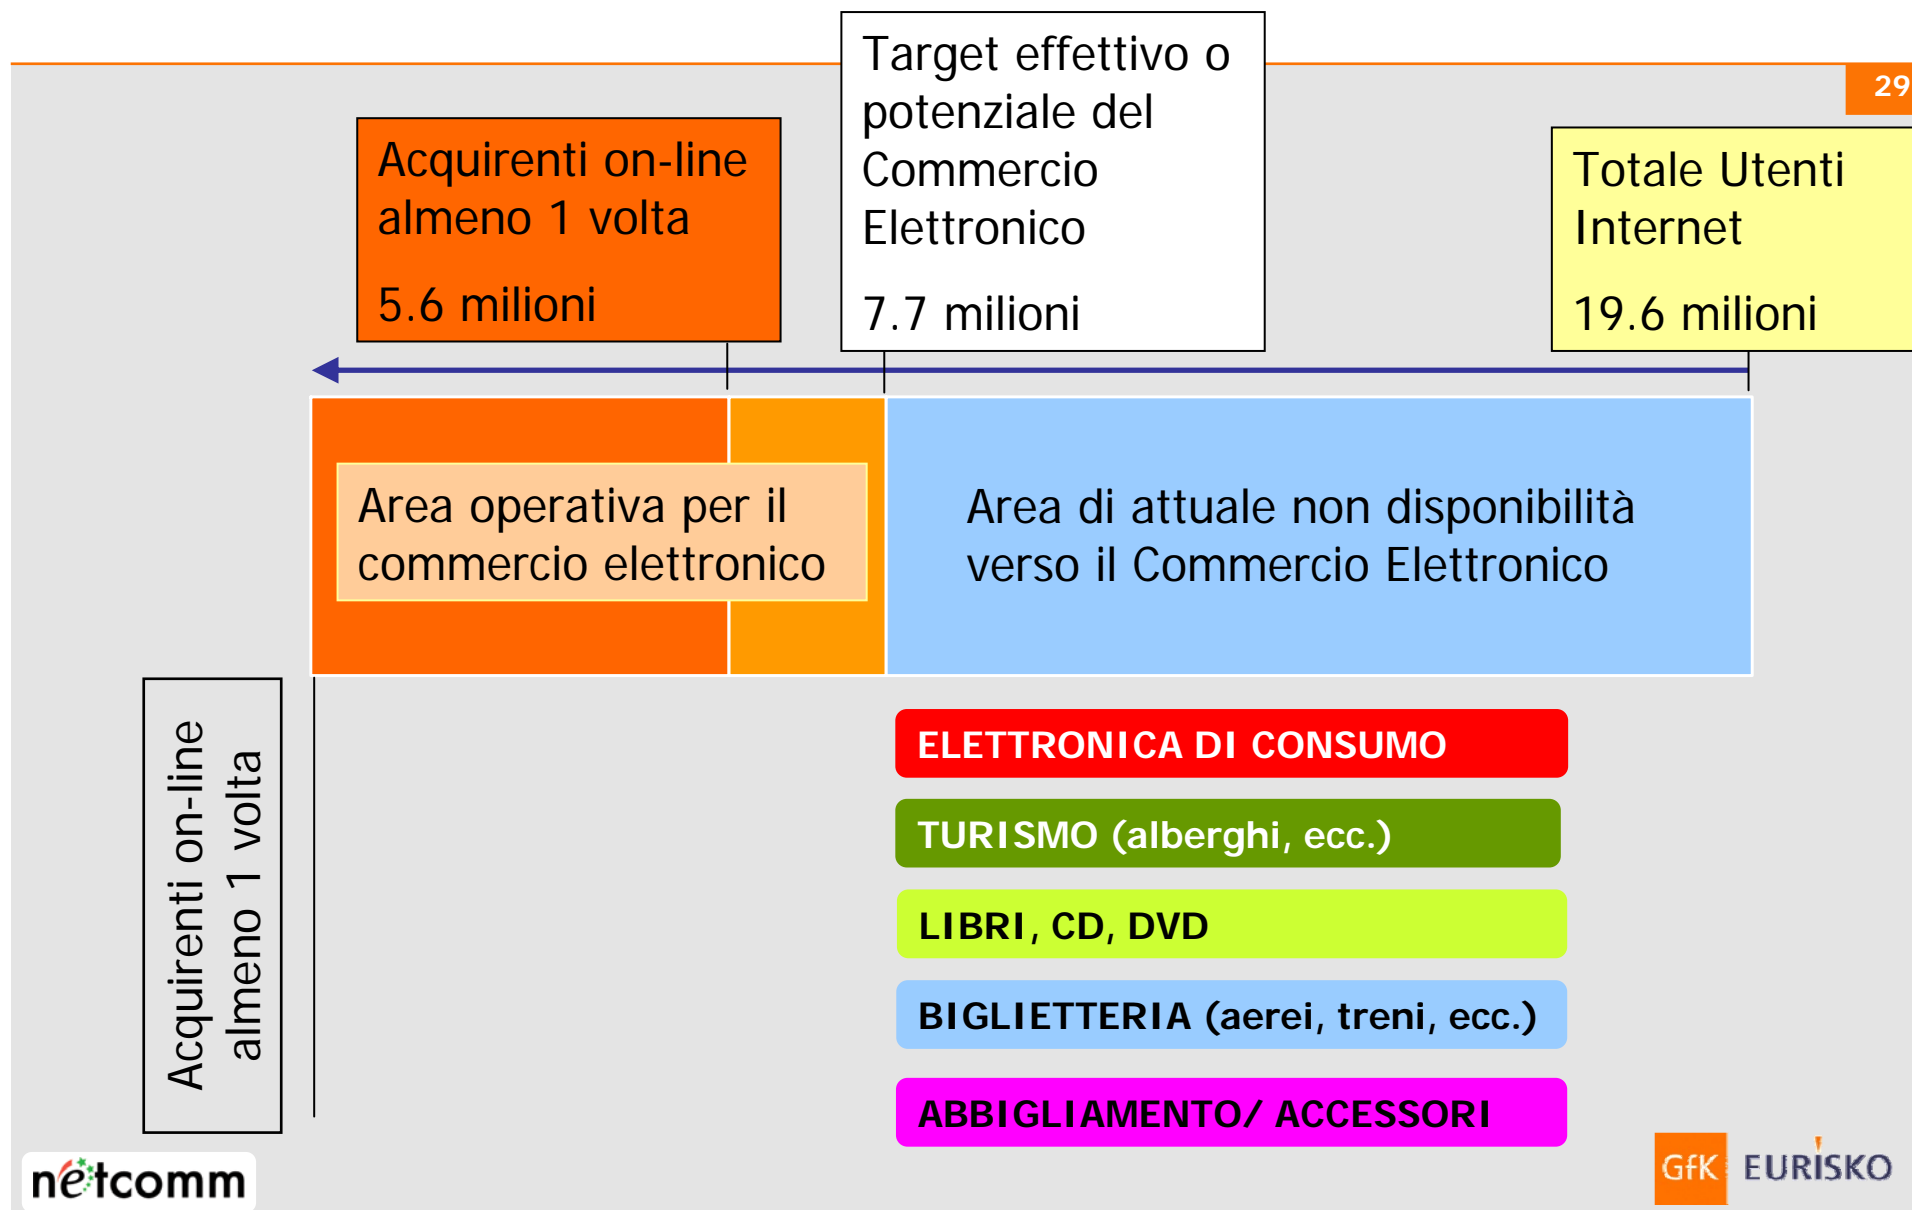 29
Target effettivo o
potenziale del
Commercio
Elettronico
7.7 milioni
Acquirenti on-line
almeno 1 volta
5.6 milioni
Totale Utenti
Internet
19.6 milioni
Area operativa per il
commercio elettronico
Area di attuale non disponibilità
verso il Commercio Elettronico
Acquirenti on-line
almeno 1 volta
ELETTRONICA DI CONSUMO
TURISMO (alberghi, ecc.)
LIBRI, CD, DVD
BIGLIETTERIA (aerei, treni, ecc.)
ABBIGLIAMENTO/ ACCESSORI
netcomm
GfK EURISKO